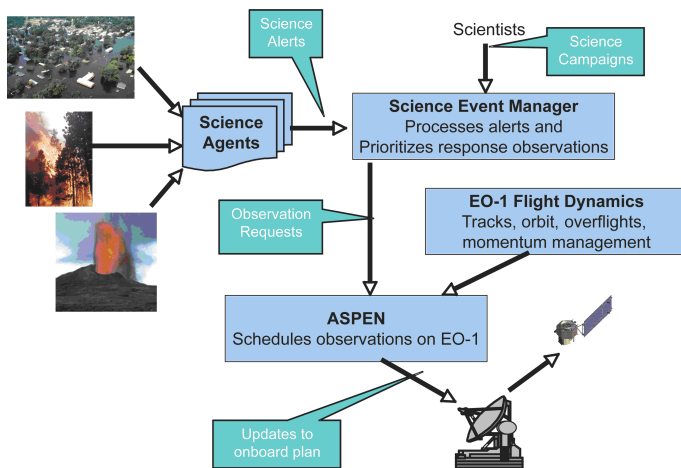 Science
Alerts
Scientists
Science
Campaigns
Science
Agents
Science Event Manager
Processes alerts and
Prioritizes response observations
Observation
Requests
EO-1 Flight Dynamics
Tracks, orbit, overflights,
momentum management
ASPEN
Schedules observations on EO-1
Updates to
onboard plan